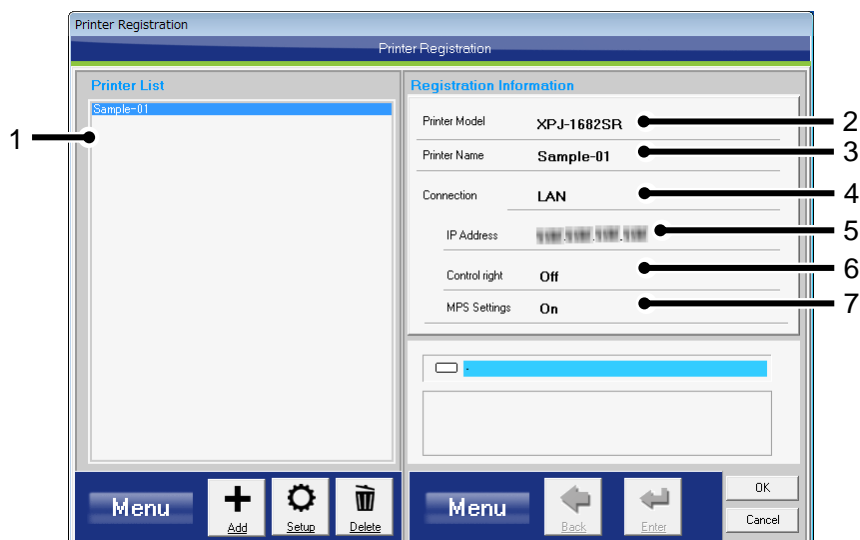 Printer Registration
Printer Registration
Printer List
Sample-01
1
Registration Information
Printer Model XPJ-1682SR 2
Printer Name Sample-01 3
Connection LAN 4
IP Address 5
Control right Off 6
MPS Settings On 7
Menu
Add
Setup
Delete
Menu
Back
Enter
OK
Cancel